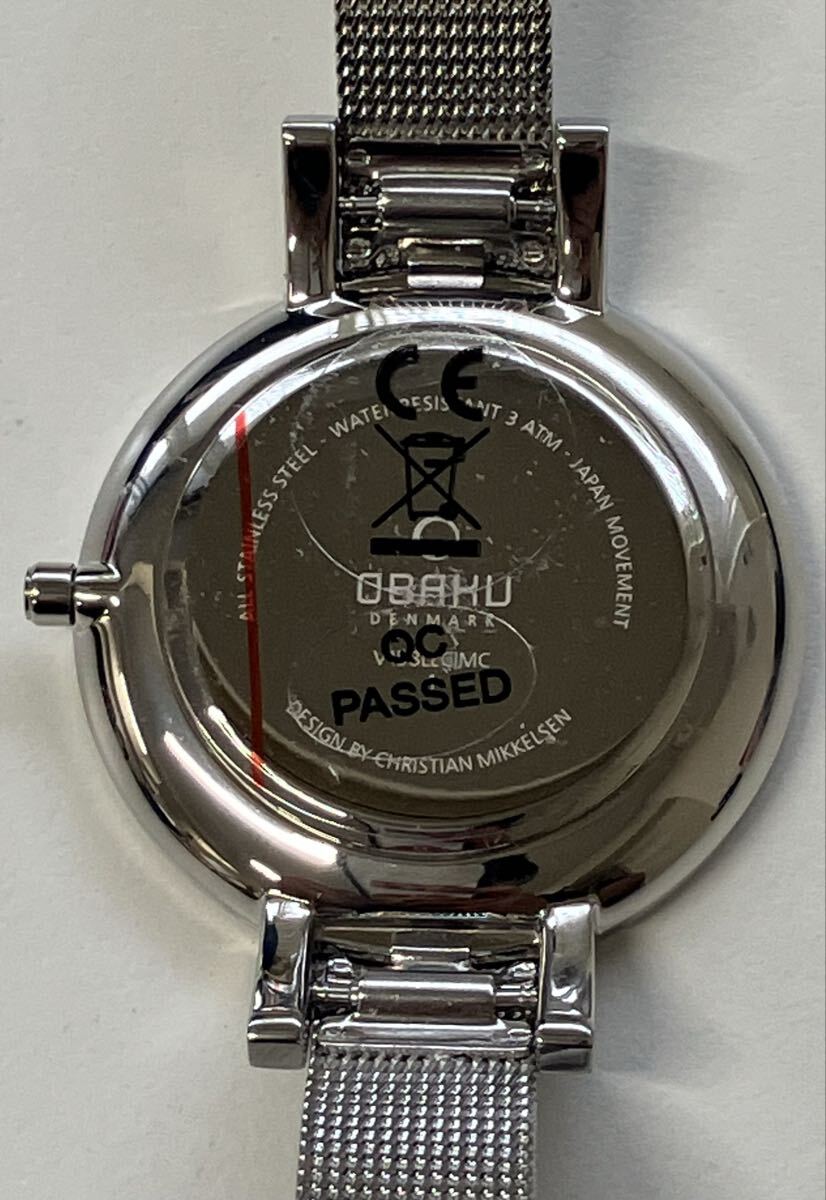 CE
ALL STAINLESS STEEL - WATER RESISTANT 3 ATM - JAPAN MOVEMENT
OBAKU
DENMARK
QC
PASSED
DESIGN BY CHRISTIAN MIKKELSEN